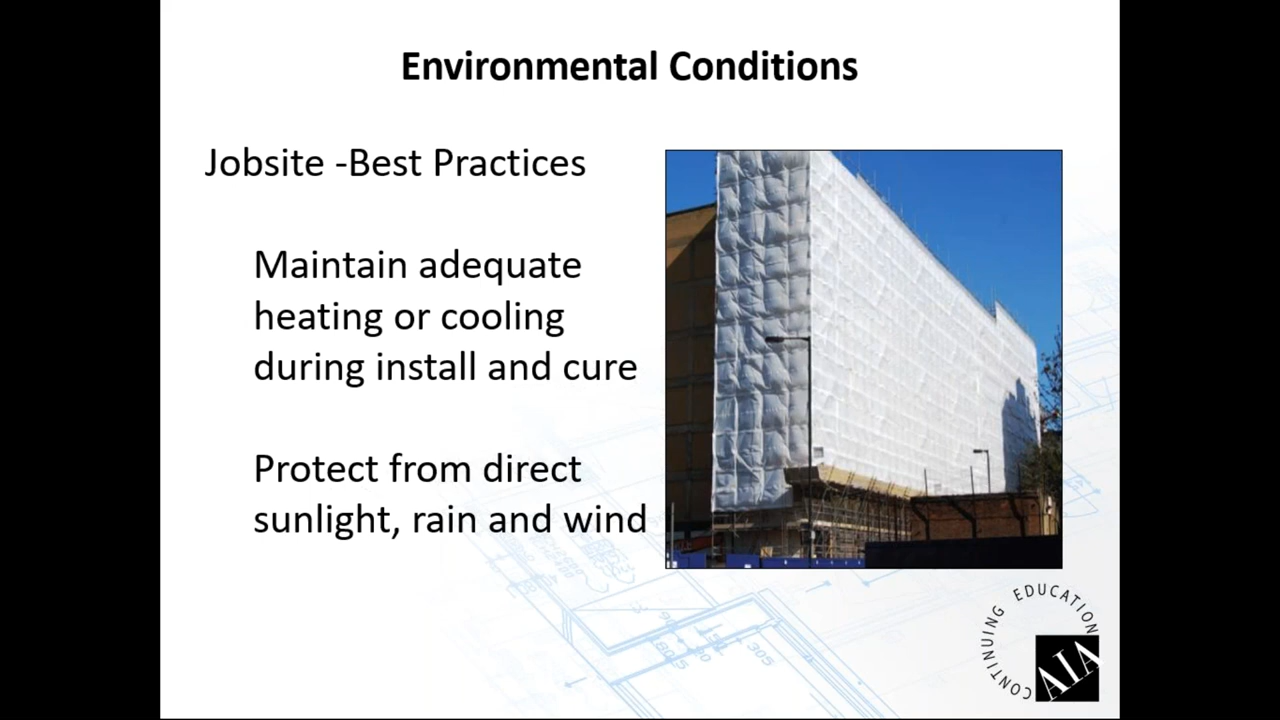 Environmental Conditions
Jobsite -Best Practices
Maintain adequate
heating or cooling
during install and cure
Protect from direct
sunlight, rain and wind
CONTINUING EDUCATION
AIA
305